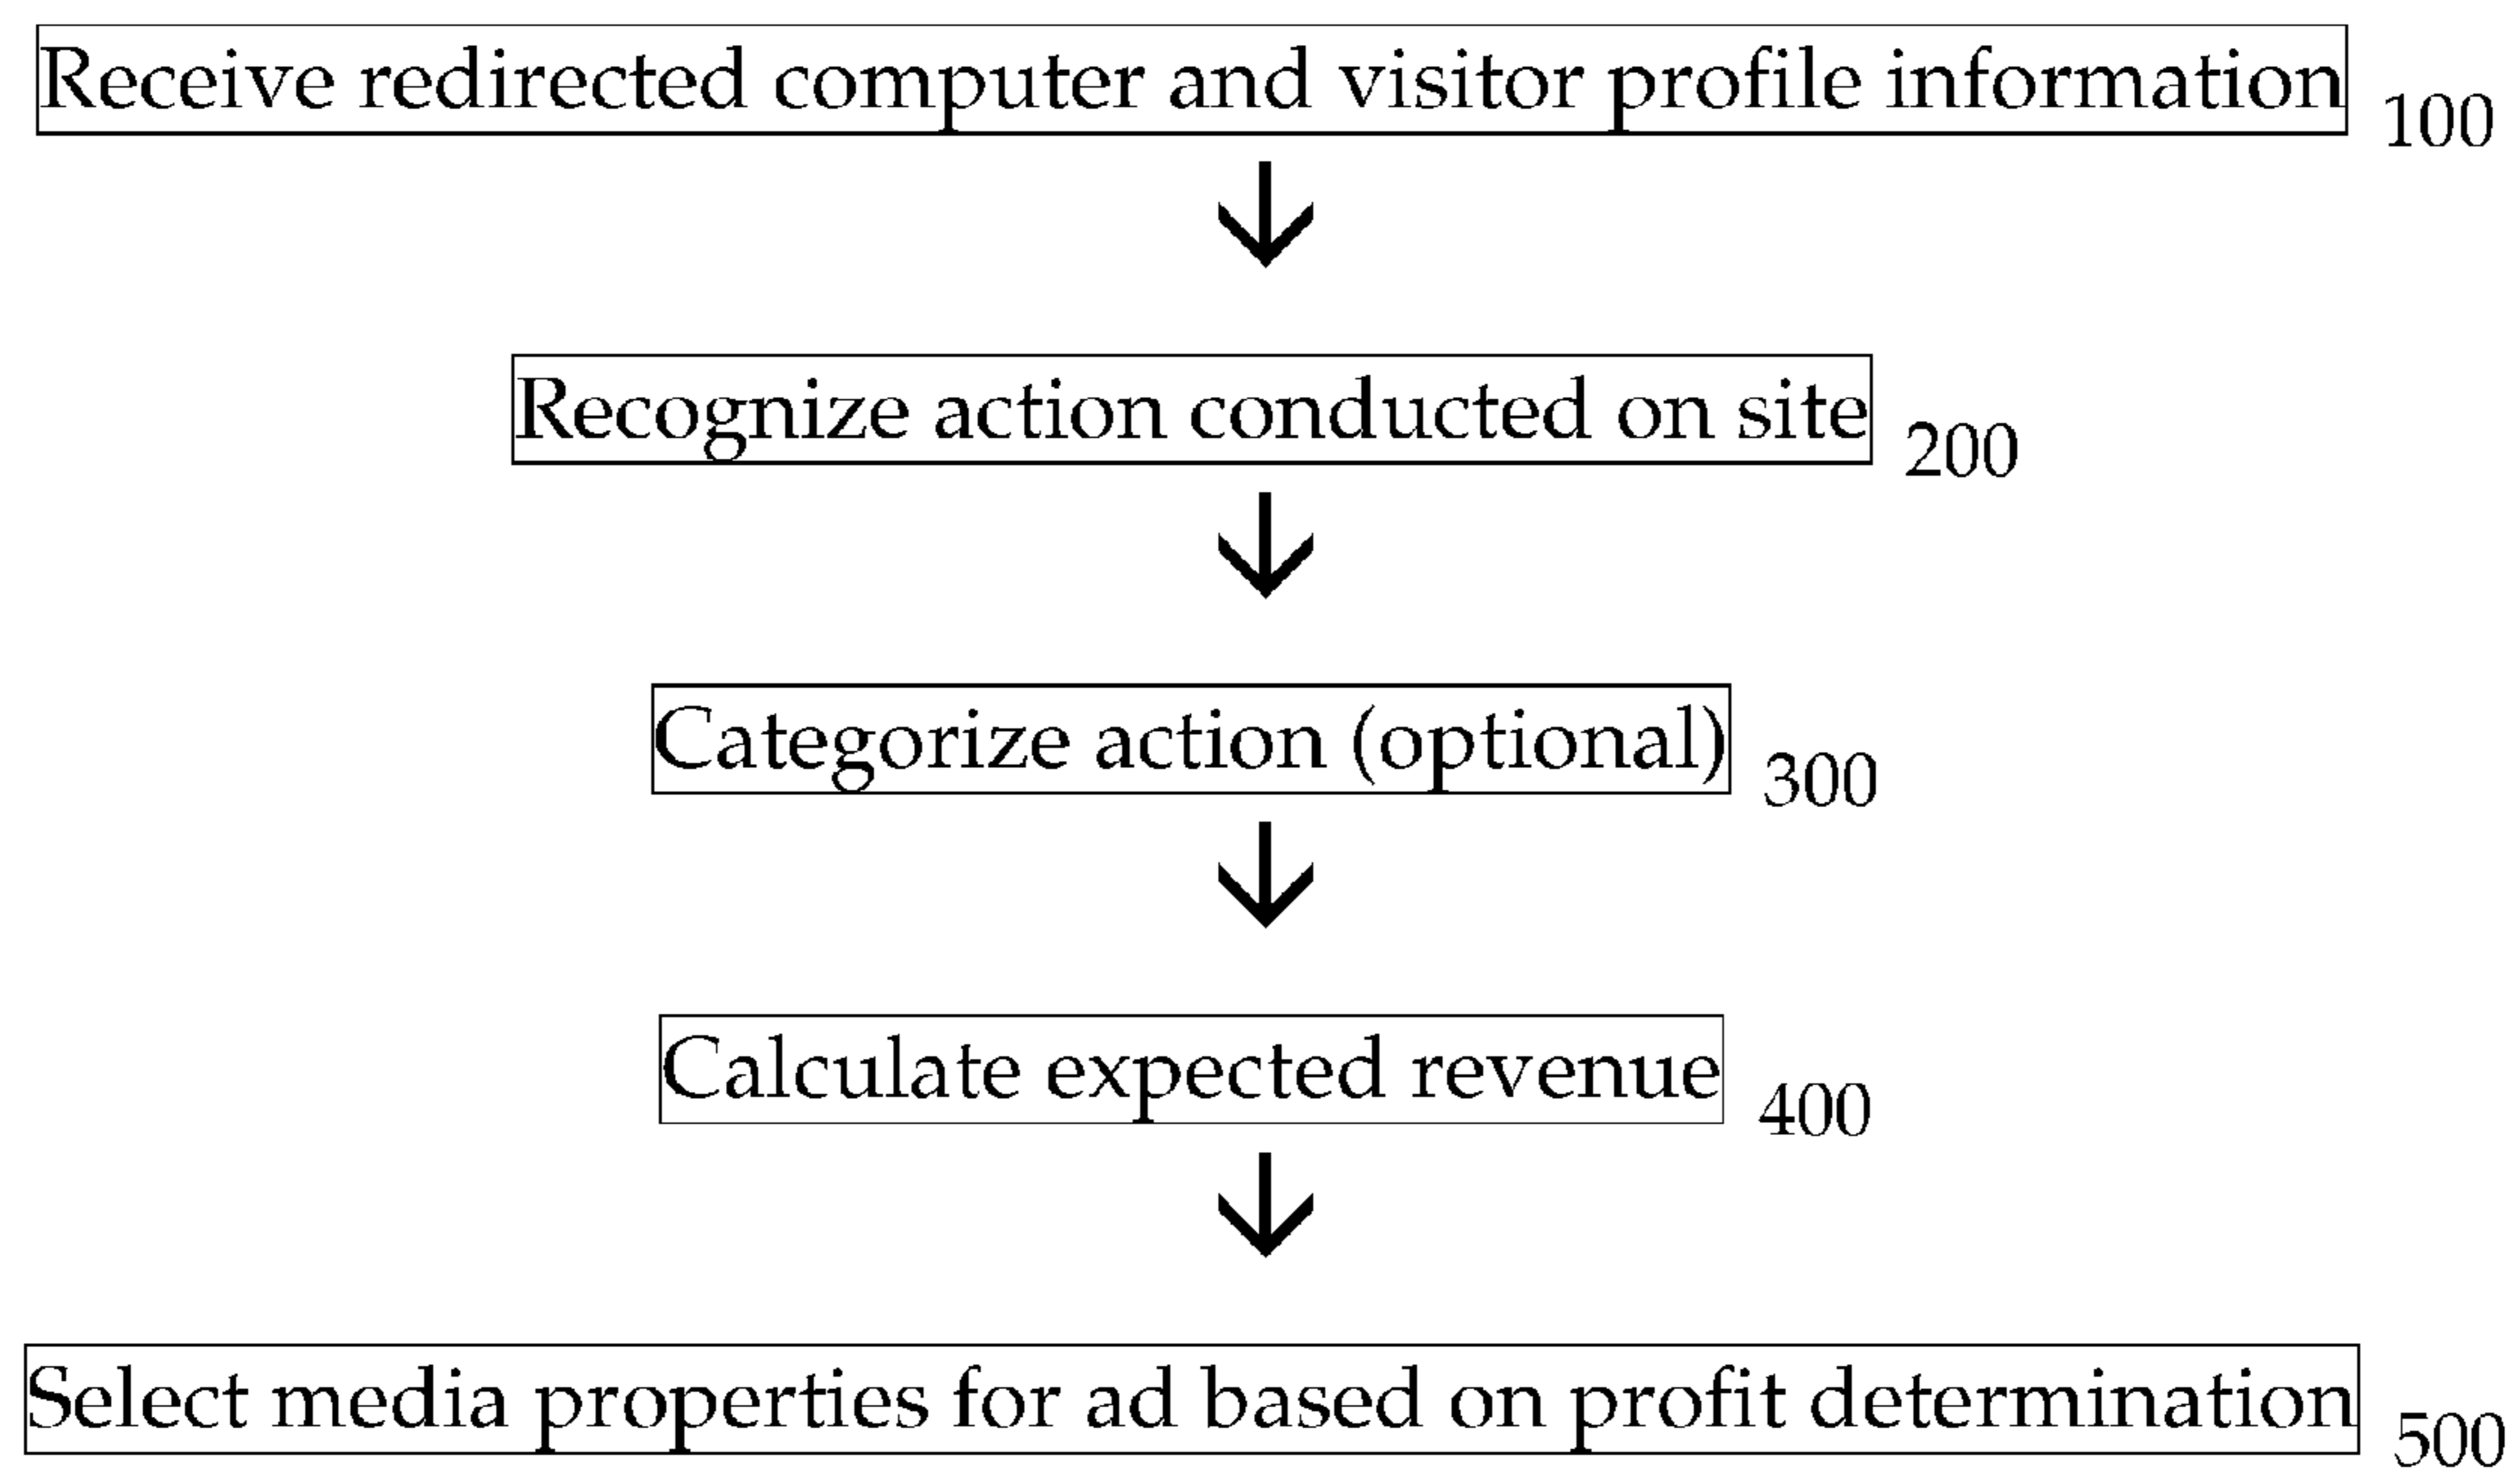 Receive redirected computer and visitor profile information 100
Recognize action conducted on site 200
Categorize action (optional) 300
Calculate expected revenue 400
Select media properties for ad based on profit determination 500